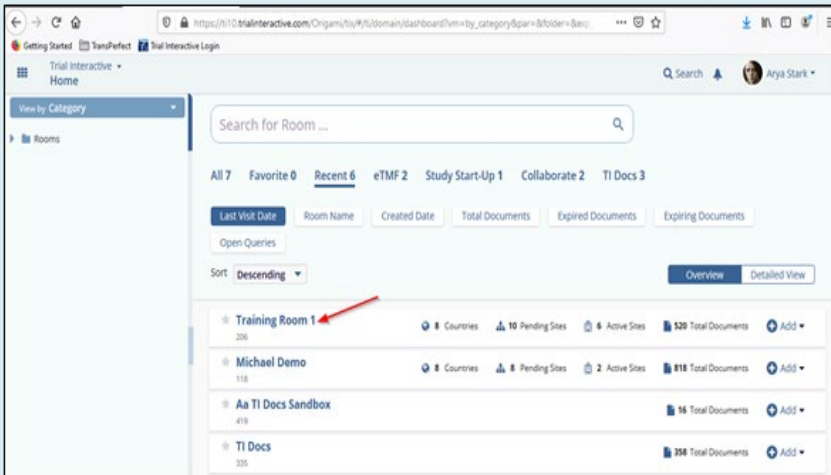 https://ti10.trialinteractive.com/Origami/tix/#/ti/domain/dashboard?vm=by_category&par=&folder=&exp
Getting Started TransPerfect Trial Interactive Login
Trial Interactive
Home
Search Arya Stark
View by Category
Rooms
Search for Room ...
All 7 Favorite 0 Recent 6 eTMF 2 Study Start-Up 1 Collaborate 2 TI Docs 3
Last Visit Date Room Name Created Date Total Documents Expired Documents Expiring Documents
Open Queries
Sort Descending Overview Detailed View
Training Room 1 8 Countries 10 Pending Sites 6 Active Sites 520 Total Documents Add
206
Michael Demo 8 Countries 8 Pending Sites 2 Active Sites 818 Total Documents Add
118
Aa TI Docs Sandbox 16 Total Documents Add
419
TI Docs 358 Total Documents Add
335